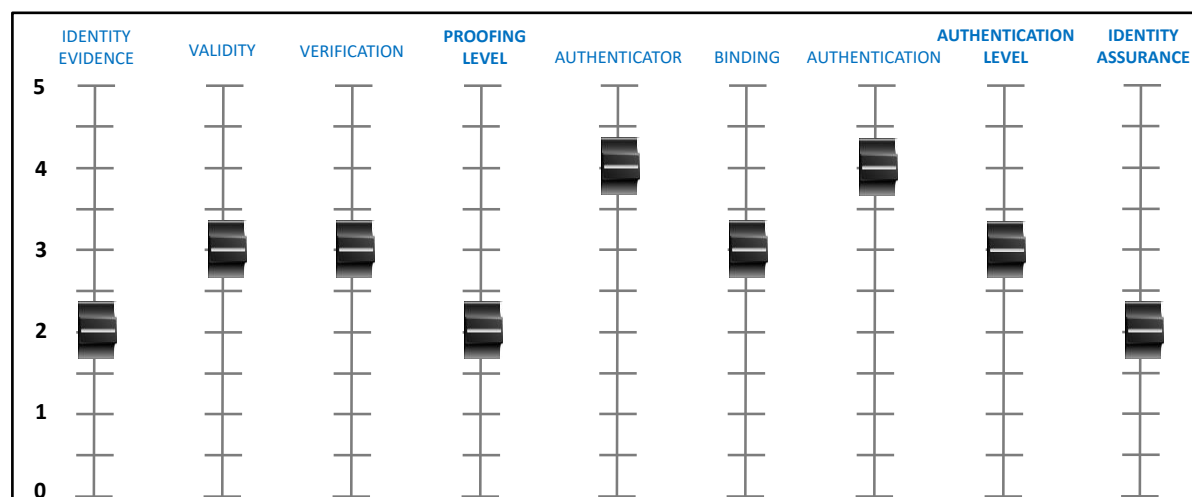 IDENTITY
EVIDENCE
VALIDITY
VERIFICATION
PROOFING
LEVEL
AUTHENTICATOR
BINDING
AUTHENTICATION
AUTHENTICATION
LEVEL
IDENTITY
ASSURANCE
5
4
3
2
1
0